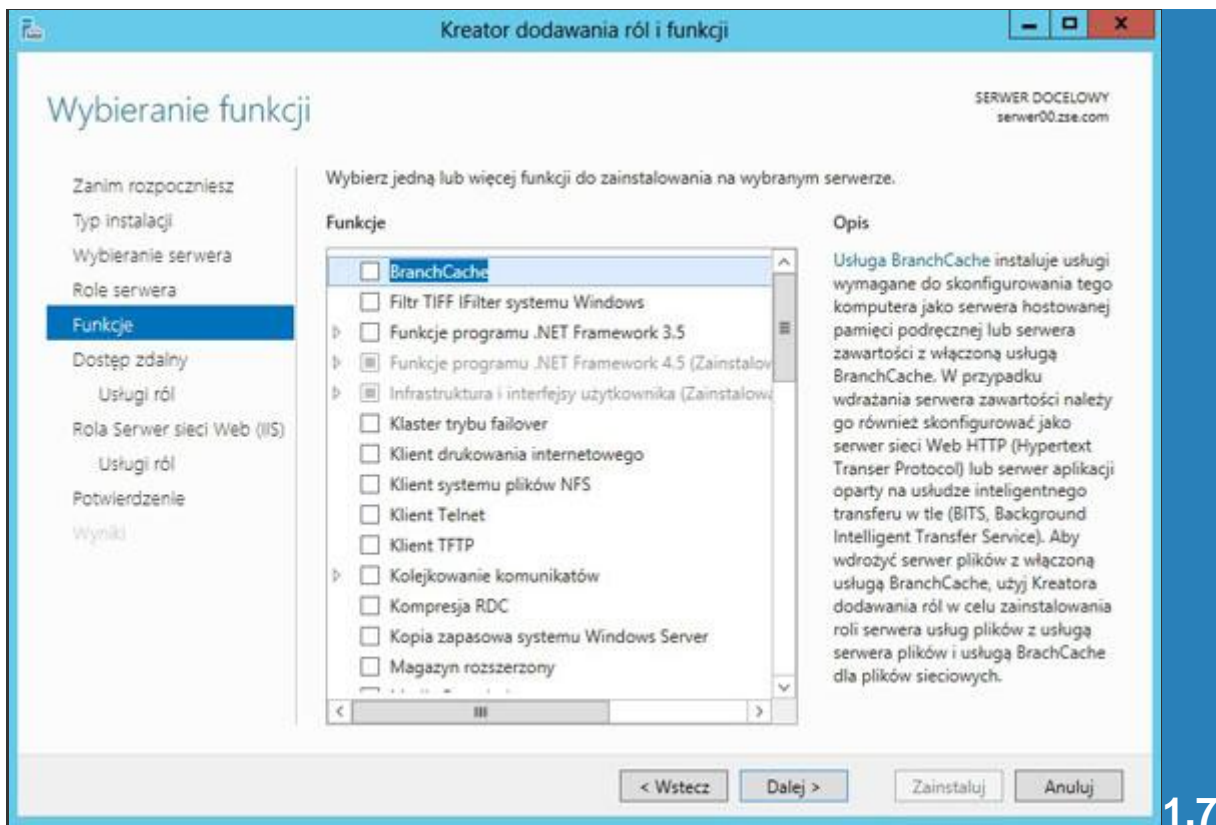 Kreator dodawania ról i funkcji
Wybieranie funkcji
SERWER DOCELOWY
serwer00.zse.com
Zanim rozpoczniesz
Typ instalacji
Wybieranie serwera
Role serwera
Funkcje
Dostęp zdalny
Usługi ról
Rola Serwer sieci Web (IIS)
Usługi ról
Potwierdzenie
Wyniki
Wybierz jedną lub więcej funkcji do zainstalowania na wybranym serwerze.
Funkcje
BranchCache
Filtr TIFF IFilter systemu Windows
Funkcje programu .NET Framework 3.5
Funkcje programu .NET Framework 4.5 (Zainstalow
Infrastruktura i interfejsy użytkownika (Zainstalowa
Klaster trybu failover
Klient drukowania internetowego
Klient systemu plików NFS
Klient Telnet
Klient TFTP
Kolejkowanie komunikatów
Kompresja RDC
Kopia zapasowa systemu Windows Server
Magazyn rozszerzony
Opis
Usługa BranchCache instaluje usługi
wymagane do skonfigurowania tego
komputera jako serwera hostowanej
pamięci podręcznej lub serwera
zawartości z włączoną usługą
BranchCache. W przypadku
wdrażania serwera zawartości należy
go również skonfigurować jako
serwer sieci Web HTTP (Hypertext
Transer Protocol) lub serwer aplikacji
oparty na usłudze inteligentnego
transferu w tle (BITS, Background
Intelligent Transfer Service). Aby
wdrożyć serwer plików z włączoną
usługą BranchCache, użyj Kreatora
dodawania ról w celu zainstalowania
roli serwera usług plików z usługą
serwera plików i usługą BrachCache
dla plików sieciowych.
< Wstecz
Dalej >
Zainstaluj
Anuluj
1.7